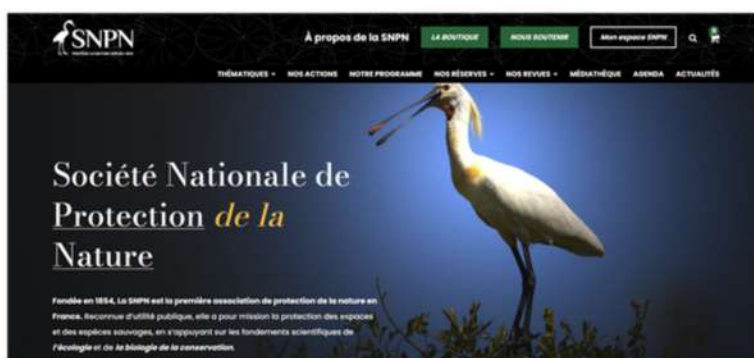 SNPN
À propos de la SNPN
LA BOUTIQUE
NOUS SOUTENIR
Mon espace SNPN
THÉMATIQUES
NOS ACTIONS
NOTRE PROGRAMME
NOS RÉSERVES
NOS REVUES
MÉDIATHÈQUE
AGENDA
ACTUALITÉS
Société Nationale de
Protection de la
Nature
Fondée en 1854, La SNPN est la première association de protection de la nature en
France. Reconnue d'utilité publique, elle a pour mission la protection des espaces
et des espèces sauvages, en s'appuyant sur les fondements scientifiques de
l'écologie et de la biologie de la conservation.